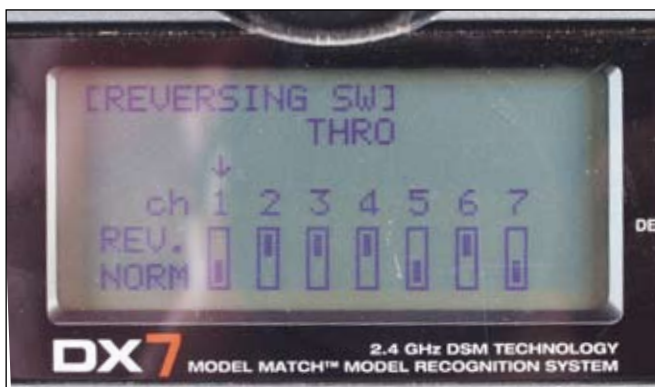 [REVERSING SW]
THRO
↓
ch 1 2 3 4 5 6 7
REV.
NORM
DX7
2.4 GHz DSM TECHNOLOGY
MODEL MATCH™ MODEL RECOGNITION SYSTEM